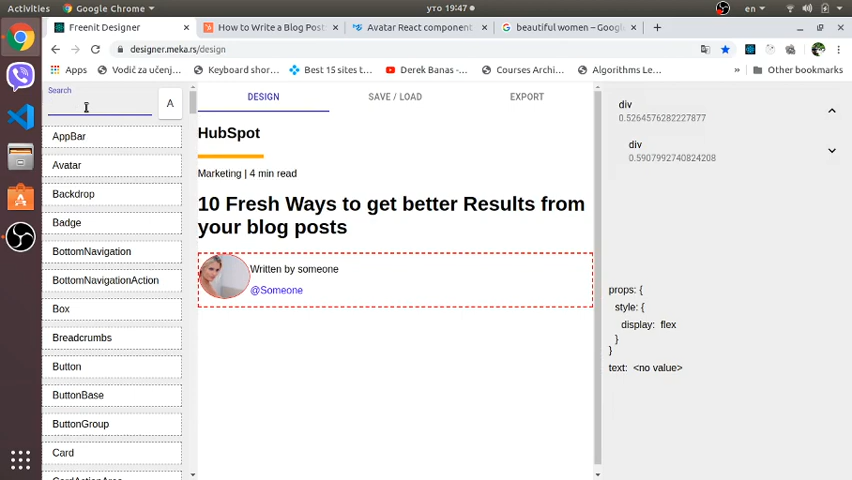 Activities
Google Chrome
уто 19:47
en
Freenit Designer
How to Write a Blog Post:
Avatar React component
beautiful women – Google
designer.meka.rs/design
Apps
Vodič za učenj...
Keyboard shor...
Best 15 sites t...
Derek Banas -...
Courses Archi...
Algorithms Le...
»
Other bookmarks
Search
A
AppBar
Avatar
Backdrop
Badge
BottomNavigation
BottomNavigationAction
Box
Breadcrumbs
Button
ButtonBase
ButtonGroup
Card
DESIGN
SAVE / LOAD
EXPORT
HubSpot
Marketing | 4 min read
10 Fresh Ways to get better Results from
your blog posts
Written by someone
@Someone
div
0.5264576282227877
div
0.5907992740824208
props: {
style: {
display: flex
}
}
text: <no value>